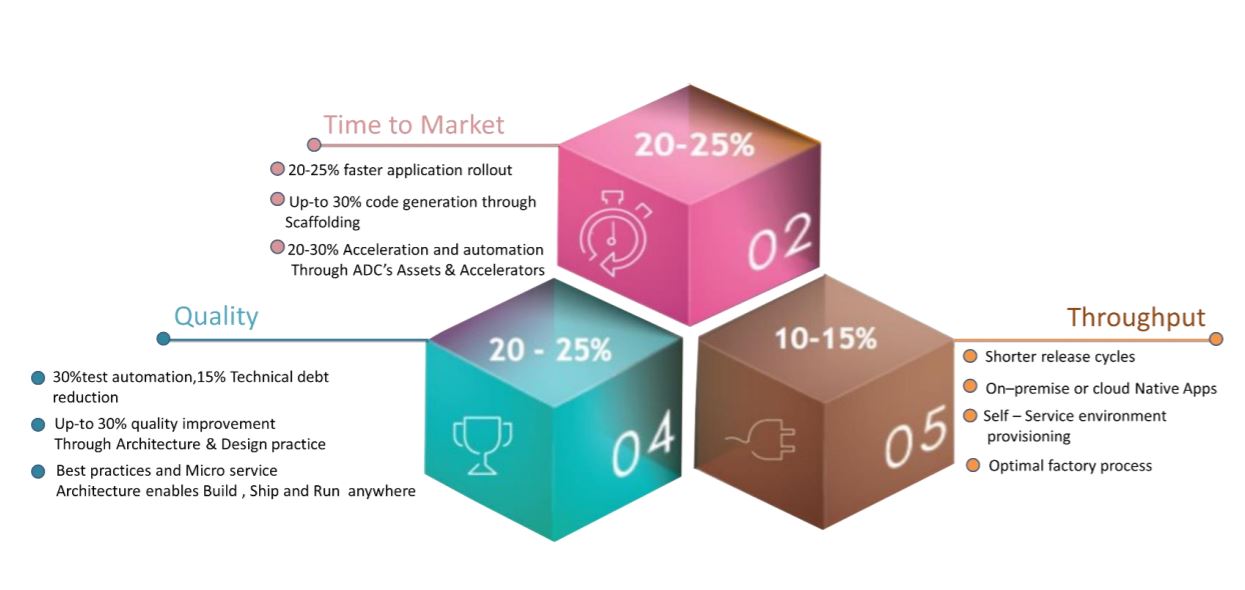 Time to Market
20-25% faster application rollout
Up-to 30% code generation through
Scaffolding
20-30% Acceleration and automation
Through ADC’s Assets & Accelerators
20-25%
02
Quality
30%test automation,15% Technical debt
reduction
Up-to 30% quality improvement
Through Architecture & Design practice
Best practices and Micro service
Architecture enables Build , Ship and Run  anywhere
20 - 25%
04
10-15%
05
Throughput
Shorter release cycles
On–premise or cloud Native Apps
Self – Service environment
provisioning
Optimal factory process